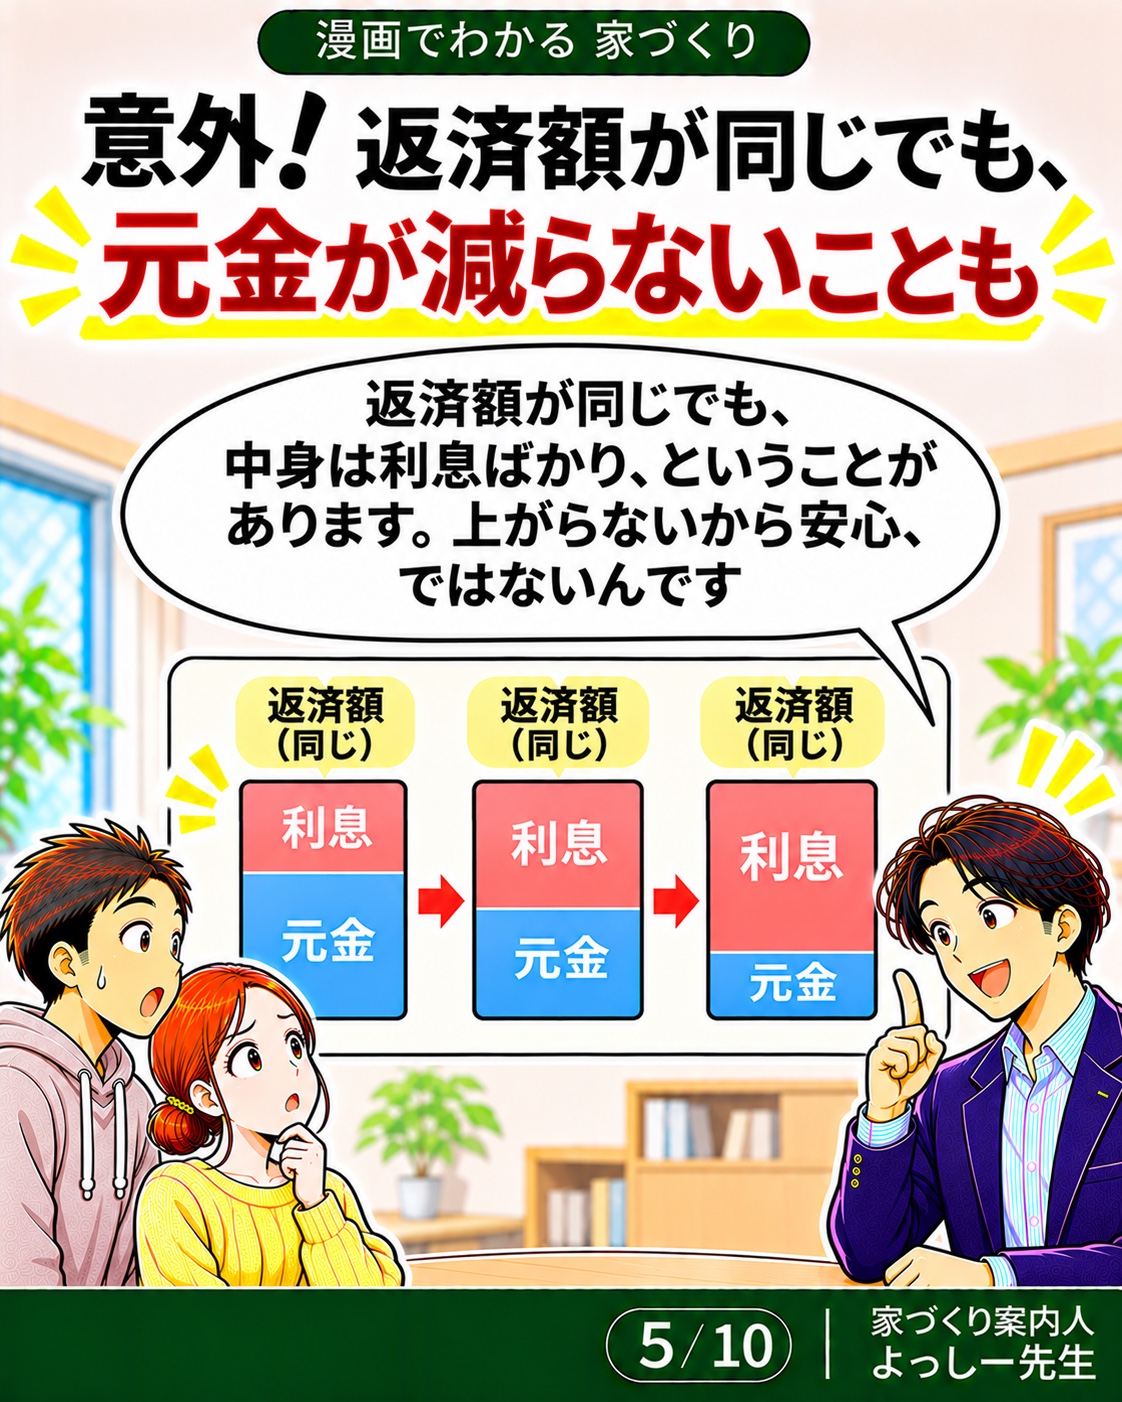 漫画でわかる 家づくり
意外!返済額が同じでも、
元金が減らないことも
返済額が同じでも、
中身は利息ばかり、ということが
あります。上がらないから安心、
ではないんです
返済額
(同じ)
返済額
(同じ)
返済額
(同じ)
利息
元金
利息
元金
利息
元金
5/10
家づくり案内人
よっしー先生